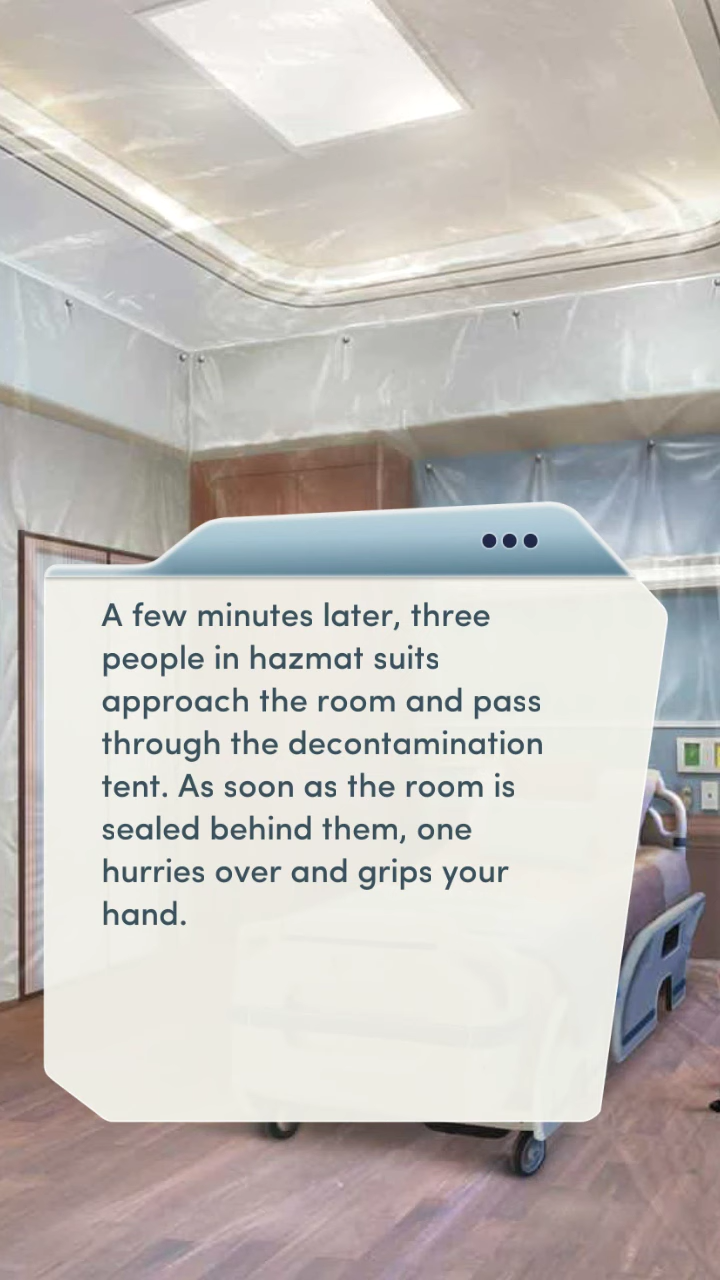 A few minutes later, three
people in hazmat suits
approach the room and pass
through the decontamination
tent. As soon as the room is
sealed behind them, one
hurries over and grips your
hand.